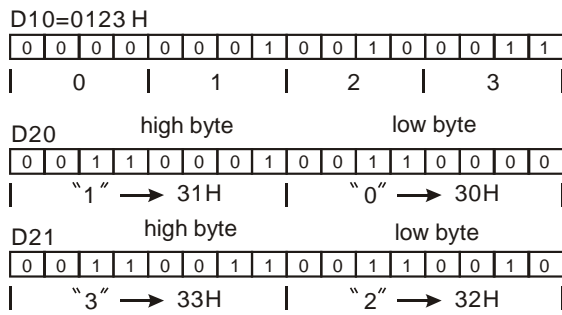 D10=0123 H
0 0 0 0 0 0 0 1 0 0 1 0 0 0 1 1
0 1 2 3
high byte low byte
D20
0 0 1 1 0 0 0 1 0 0 1 1 0 0 0 0
“1” → 31H “0” → 30H
high byte low byte
D21
0 0 1 1 0 0 1 1 0 0 1 1 0 0 1 0
“3” → 33H “2” → 32H